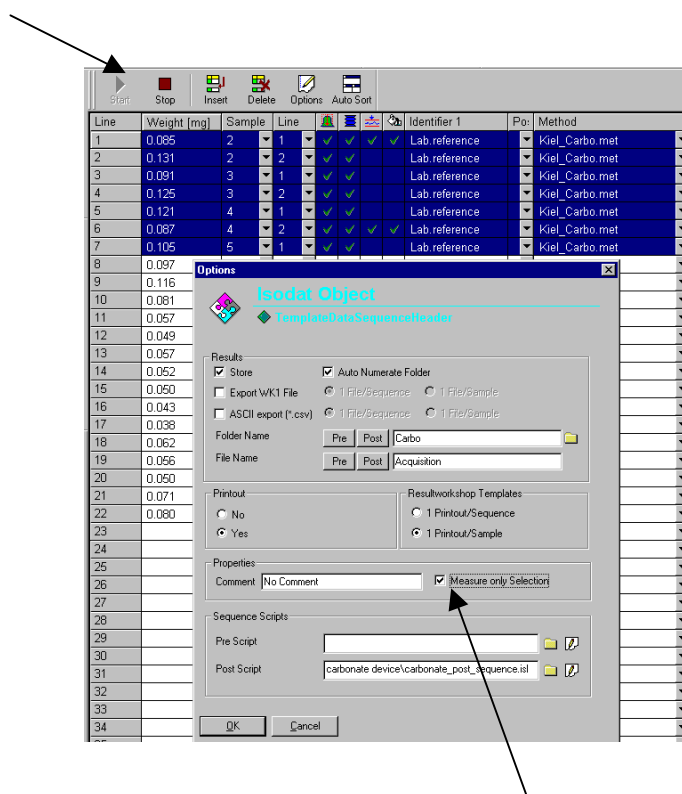 Start Stop Insert Delete Options Auto Sort
Line Weight [mg] Sample Line Identifier 1 Po: Method
1 0.085 2 1 Lab.reference Kiel_Carbo.met
2 0.131 2 2 Lab.reference Kiel_Carbo.met
3 0.091 3 1 Lab.reference Kiel_Carbo.met
4 0.125 3 2 Lab.reference Kiel_Carbo.met
5 0.121 4 1 Lab.reference Kiel_Carbo.met
6 0.087 4 2 Lab.reference Kiel_Carbo.met
7 0.105 5 1 Lab.reference Kiel_Carbo.met
8 0.097
9 0.116
10 0.081
11 0.057
12 0.049
13 0.057
14 0.052
15 0.050
16 0.043
17 0.038
18 0.062
19 0.056
20 0.050
21 0.071
22 0.080
23
24
25
26
27
28
29
30
31
32
33
34
Options
Isodat Object
TemplateDataSequenceHeader
Results
Store Auto Numerate Folder
Export WK1 File 1 File/Sequence 1 File/Sample
ASCII export (*.csv) 1 File/Sequence 1 File/Sample
Folder Name Pre Post Carbo
File Name Pre Post Acquisition
Printout Resultworkshop Templates
No 1 Printout/Sequence
Yes 1 Printout/Sample
Properties
Comment No Comment Measure only Selection
Sequence Scripts
Pre Script
Post Script carbonate device\carbonate_post_sequence.isl
OK Cancel